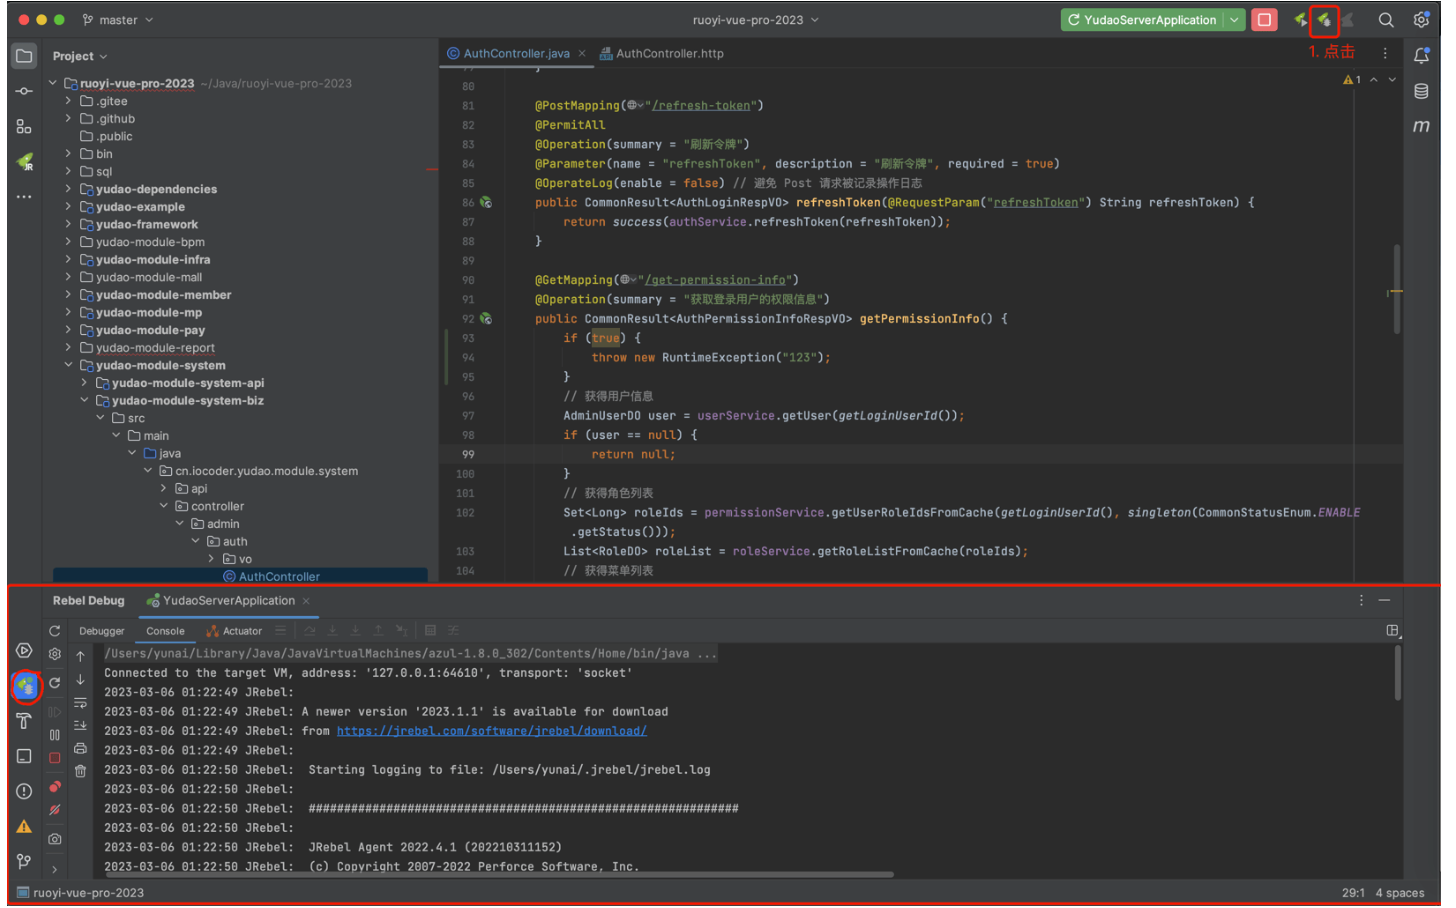 master
ruoyi-vue-pro-2023
YudaoServerApplication
Project
AuthController.java
AuthController.http
1. 点击
ruoyi-vue-pro-2023 ~/Java/ruoyi-vue-pro-2023
.gitee
.github
.public
bin
sql
yudao-dependencies
yudao-example
yudao-framework
yudao-module-bpm
yudao-module-infra
yudao-module-mall
yudao-module-member
yudao-module-mp
yudao-module-pay
yudao-module-report
yudao-module-system
yudao-module-system-api
yudao-module-system-biz
src
main
java
cn.iocoder.yudao.module.system
api
controller
admin
auth
vo
AuthController
1
80
81 @PostMapping("/refresh-token")
82 @PermitAll
83 @Operation(summary = "刷新令牌")
84 @Parameter(name = "refreshToken", description = "刷新令牌", required = true)
85 @OperateLog(enable = false) // 避免 Post 请求被记录操作日志
86 public CommonResult<AuthLoginRespVO> refreshToken(@RequestParam("refreshToken") String refreshToken) {
87 return success(authService.refreshToken(refreshToken));
88 }
89
90 @GetMapping("/get-permission-info")
91 @Operation(summary = "获取登录用户的权限信息")
92 public CommonResult<AuthPermissionInfoRespVO> getPermissionInfo() {
93 if (true) {
94 throw new RuntimeException("123");
95 }
96 // 获得用户信息
97 AdminUserDO user = userService.getUser(getLoginUserId());
98 if (user == null) {
99 return null;
100 }
101 // 获得角色列表
102 Set<Long> roleIds = permissionService.getUserRoleIdsFromCache(getLoginUserId(), singleton(CommonStatusEnum.ENABLE
.getStatus()));
103 List<RoleDO> roleList = roleService.getRoleListFromCache(roleIds);
104 // 获得菜单列表
JR
m
Rebel Debug
YudaoServerApplication
Debugger
Console
Actuator
/Users/yunai/Library/Java/JavaVirtualMachines/azul-1.8.0_302/Contents/Home/bin/java ...
Connected to the target VM, address: '127.0.0.1:64610', transport: 'socket'
2023-03-06 01:22:49 JRebel:
2023-03-06 01:22:49 JRebel: A newer version '2023.1.1' is available for download
2023-03-06 01:22:49 JRebel: from https://jrebel.com/software/jrebel/download/
2023-03-06 01:22:49 JRebel:
2023-03-06 01:22:50 JRebel: Starting logging to file: /Users/yunai/.jrebel/jrebel.log
2023-03-06 01:22:50 JRebel:
2023-03-06 01:22:50 JRebel: #############################################################
2023-03-06 01:22:50 JRebel:
2023-03-06 01:22:50 JRebel: JRebel Agent 2022.4.1 (202210311152)
2023-03-06 01:22:50 JRebel: (c) Copyright 2007-2022 Perforce Software, Inc.
ruoyi-vue-pro-2023
29:1 4 spaces